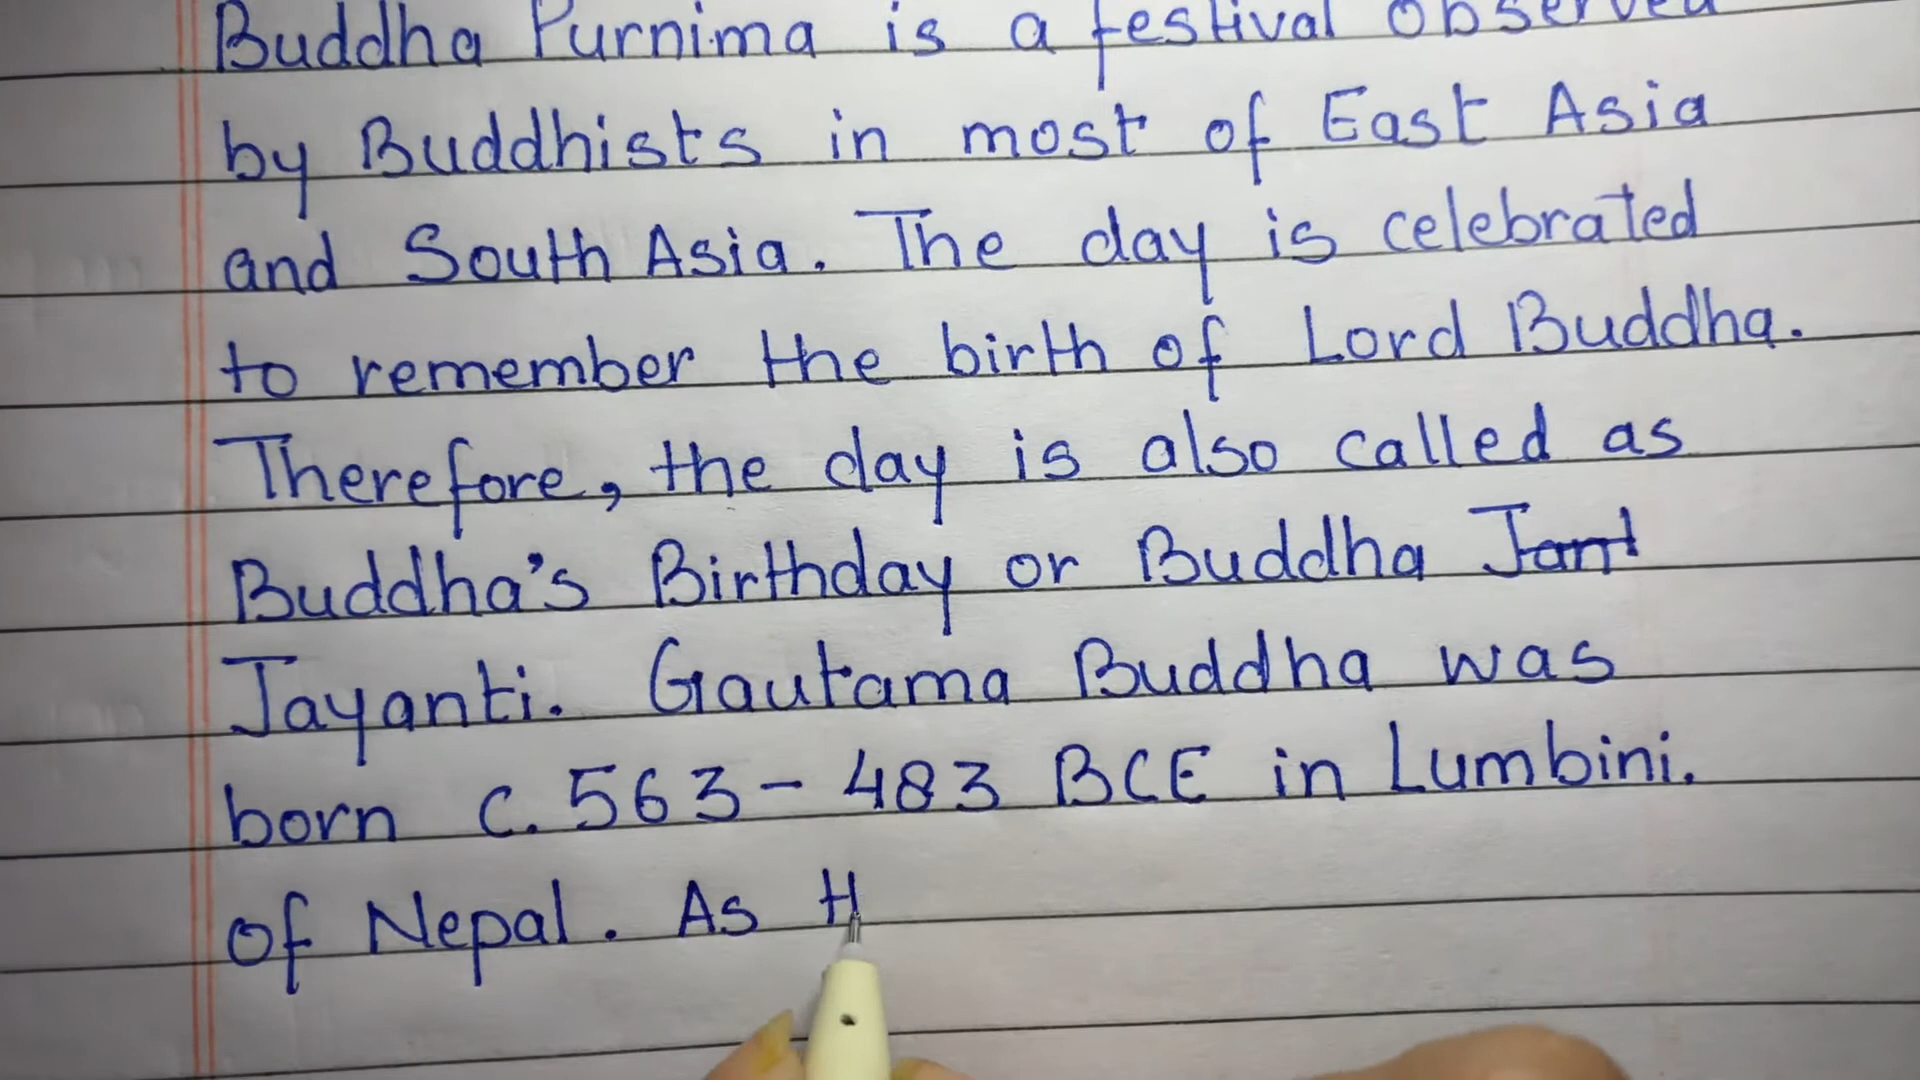 Buddha Purnima is a festival observed
by Buddhists in most of East Asia
and South Asia. The day is celebrated
to remember the birth of Lord Buddha.
Therefore, the day is also called as
Buddha's Birthday or Buddha
Jayanti. Gautama Buddha was
born c. 563-483 BCE in Lumbini.
of Nepal. As